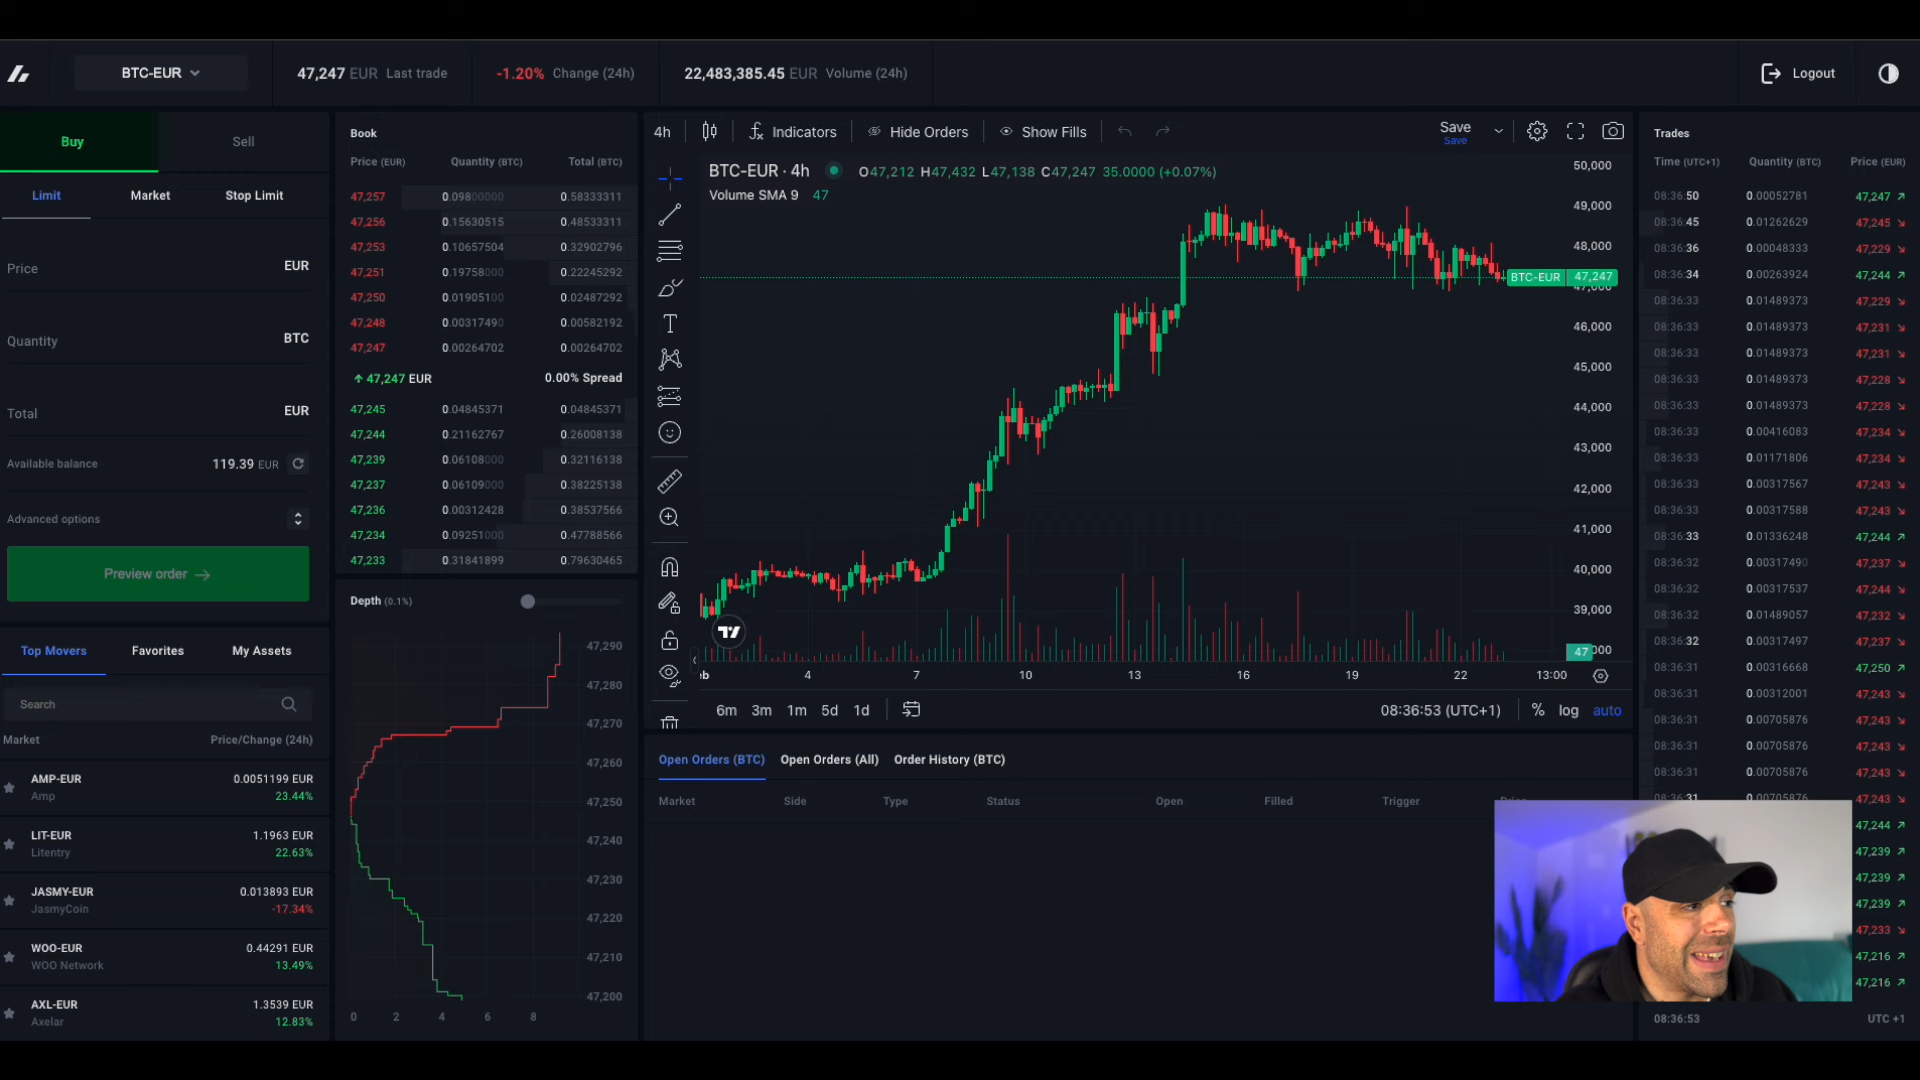 BTC-EUR
47,247 EUR Last trade
-1.20% Change (24h)
22,483,385.45 EUR Volume (24h)
Logout
Buy
Sell
Limit
Market
Stop Limit
Price
EUR
Quantity
BTC
Total
EUR
Available balance
119.39 EUR
Advanced options
Preview order →
Top Movers
Favorites
My Assets
Search
Market
Price/Change (24h)
AMP-EUR 0.0051199 EUR
Amp 23.44%
LIT-EUR 1.1963 EUR
Litentry 22.63%
JASMY-EUR 0.013893 EUR
JasmyCoin -17.34%
WOO-EUR 0.44291 EUR
WOO Network 13.49%
AXL-EUR 1.3539 EUR
Axelar 12.83%
Book
Price (EUR) Quantity (BTC) Total (BTC)
47,257 0.09800000 0.58333311
47,256 0.15630515 0.48533311
47,253 0.10657504 0.32902796
47,251 0.19758000 0.22245292
47,250 0.01905100 0.02487292
47,248 0.00317490 0.00582192
47,247 0.00264702 0.00264702
↑ 47,247 EUR 0.00% Spread
47,245 0.04845371 0.04845371
47,244 0.21162767 0.26008138
47,239 0.06108000 0.32116138
47,237 0.06109000 0.38225138
47,236 0.00312428 0.38537566
47,234 0.09251000 0.47788566
47,233 0.31841899 0.79630465
Depth (0.1%)
47,290
47,280
47,270
47,260
47,250
47,240
47,230
47,220
47,210
47,200
0 2 4 6 8
4h
Indicators
Hide Orders
Show Fills
Save
Save
BTC-EUR · 4h O47,212 H47,432 L47,138 C47,247 35.0000 (+0.07%)
Volume SMA 9 47
50,000
49,000
48,000
BTC-EUR 47,247
47,000
46,000
45,000
44,000
43,000
42,000
41,000
40,000
39,000
47
4 7 10 13 16 19 22 13:00
6m 3m 1m 5d 1d
08:36:53 (UTC+1)
% log auto
Open Orders (BTC)
Open Orders (All)
Order History (BTC)
Market Side Type Status Open Filled Trigger
Trades
Time (UTC+1) Quantity (BTC) Price (EUR)
08:36:50 0.00052781 47,247 ↗
08:36:45 0.01262629 47,245 ↘
08:36:36 0.00048333 47,229 ↘
08:36:34 0.00263924 47,244 ↗
08:36:33 0.01489373 47,229 ↘
08:36:33 0.01489373 47,231 ↘
08:36:33 0.01489373 47,231 ↘
08:36:33 0.01489373 47,228 ↘
08:36:33 0.01489373 47,228 ↘
08:36:33 0.00416083 47,234 ↘
08:36:33 0.01171806 47,234 ↘
08:36:33 0.00317567 47,243 ↘
08:36:33 0.00317588 47,243 ↘
08:36:33 0.01336248 47,244 ↗
08:36:32 0.00317490 47,237 ↘
08:36:32 0.00317537 47,244 ↘
08:36:32 0.01489057 47,232 ↘
08:36:32 0.00317497 47,237 ↘
08:36:31 0.00316668 47,250 ↗
08:36:31 0.00312001 47,243 ↘
08:36:31 0.00705876 47,243 ↘
08:36:31 0.00705876 47,243 ↘
08:36:31 0.00705876 47,243 ↘
08:36:31 0.00705876 47,243 ↘
47,244 ↗
47,239 ↗
47,239 ↗
47,239 ↗
47,233 ↘
47,216 ↗
47,216 ↗
08:36:53 UTC +1